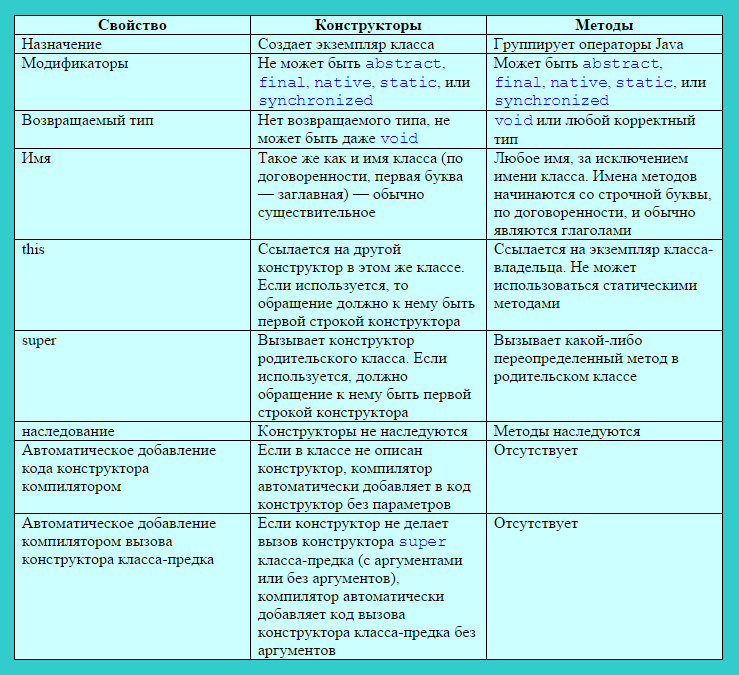 Свойство Конструкторы Методы
Назначение Создает экземпляр класса Группирует операторы Java
Модификаторы
Не может быть abstract,
final, native, static, или
synchronized
Может быть abstract,
final, native, static, или
synchronized
Возвращаемый тип
Нет возвращаемого типа, не
может быть даже void
void или любой корректный
тип
Имя
Такое же как и имя класса (по
договоренности, первая буква
— заглавная) — обычно
существительное
Любое имя, за исключением
имени класса. Имена методов
начинаются со строчной буквы,
по договоренности, и обычно
являются глаголами
this
Ссылается на другой
конструктор в этом же классе.
Если используется, то
обращение должно к нему быть
первой строкой конструктора
Ссылается на экземпляр класса-
владельца. Не может
использоваться статическими
методами
super
Вызывает конструктор
родительского класса. Если
используется, должно
обращение к нему быть первой
строкой конструктора
Вызывает какой-либо
переопределенный метод в
родительском классе
наследование Конструкторы не наследуются Методы наследуются
Автоматическое добавление
кода конструктора
компилятором
Если в классе не описан
конструктор, компилятор
автоматически добавляет в код
конструктор без параметров
Отсутствует
Автоматическое добавление
компилятором вызова
конструктора класса-предка
Если конструктор не делает
вызов конструктора super
класса-предка (с аргументами
или без аргументов),
компилятор автоматически
добавляет код вызова
конструктора класса-предка без
аргументов
Отсутствует